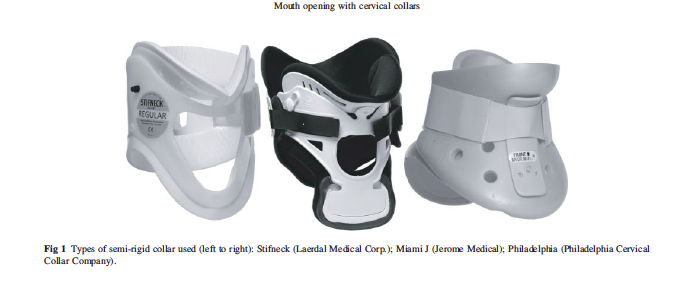 Mouth opening with cervical collars
STIFNECK
REGULAR
Fig 1 Types of semi-rigid collar used (left to right): Stifneck (Laerdal Medical Corp.); Miami J (Jerome Medical); Philadelphia (Philadelphia Cervical
Collar Company).